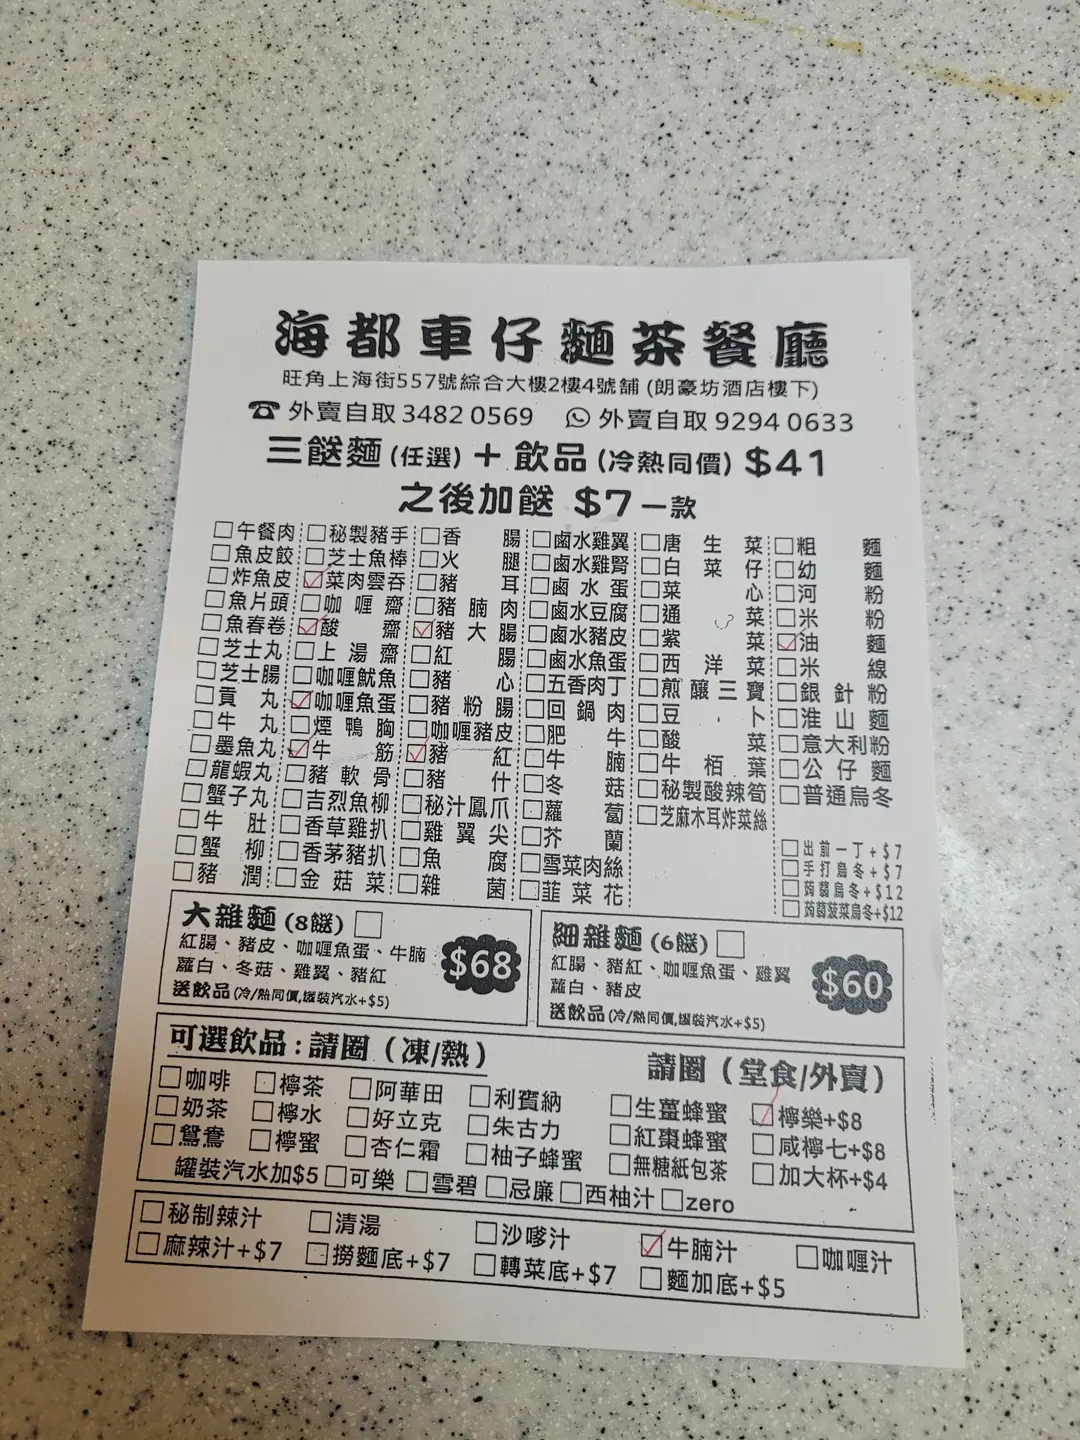 海都車仔麵茶餐廳
旺角上海街557號綜合大樓2樓4號舖 (朗豪坊酒店樓下)
☎外賣自取 3482 0569 外賣自取 9294 0633
三餸麵 (任選) + 飲品 (冷熱同價) $41
之後加餸 $7 一款
□午餐肉 □秘製豬手 □香腸 □鹵水雞翼 □唐生菜 □粗麵
□魚皮餃 □芝士魚棒 □火腿 □鹵水雞腎 □白菜仔 □幼麵
□炸魚皮 ☑菜肉雲吞 □豬耳 □鹵水蛋 □菜心 □河粉
□魚片頭 □咖喱齋 □豬腩肉 □鹵水豆腐 □通菜 □米粉
□魚春卷 ☑酸齋 ☑豬大腸 □鹵水豬皮 □紫菜 ☑油麵
□芝士丸 □上湯齋 □紅腸 □鹵水魚蛋 □西洋菜 □米線
□芝士腸 □咖喱魷魚 □豬心 □五香肉丁 □煎釀三寶 □銀針粉
□貢丸 ☑咖喱魚蛋 □豬粉腸 □回鍋肉 □豆卜 □淮山麵
□牛丸 □煙鴨胸 □咖喱豬皮 □肥牛 □酸菜 □意大利粉
□墨魚丸 ☑牛筋 ☑豬紅 □牛腩 □牛栢葉 □公仔麵
□龍蝦丸 □豬軟骨 □豬什 □冬菇 □秘製酸辣筍 □普通烏冬
□蟹子丸 □吉烈魚柳 □秘汁鳳爪 □蘿蔔 □芝麻木耳炸菜絲
□牛肚 □香草雞扒 □雞翼尖 □芥蘭 □出前一丁+$7
□蟹柳 □香茅豬扒 □魚腐 □雪菜肉絲 □手打烏冬+$7
□豬潤 □金菇菜 □雜菌 □韮菜花 □蒟蒻烏冬+$12
□蒟蒻菠菜烏冬+$12
大雜麵 (8餸) □
紅腸、豬皮、咖喱魚蛋、牛腩
蘿白、冬菇、雞翼、豬紅
送飲品 (冷/熱同價,罐裝汽水+$5)
$68
細雜麵 (6餸) □
紅腸、豬紅、咖喱魚蛋、雞翼
蘿白、豬皮
送飲品 (冷/熱同價,罐裝汽水+$5)
$60
可選飲品 : 請圈 ( 凍/熱 ) 請圈 ( 堂食/外賣 )
□咖啡 □檸茶 □阿華田 □利賓納 □生薑蜂蜜 ☑檸樂+$8
□奶茶 □檸水 □好立克 □朱古力 □紅棗蜂蜜 □咸檸七+$8
□鴛鴦 □檸蜜 □杏仁霜 □柚子蜂蜜 □無糖紙包茶 □加大杯+$4
罐裝汽水加$5 □可樂 □雪碧 □忌廉 □西柚汁 □zero
□秘制辣汁 □清湯 □沙嗲汁 ☑牛腩汁 □咖喱汁
□麻辣汁+$7 □撈麵底+$7 □轉菜底+$7 □麵加底+$5